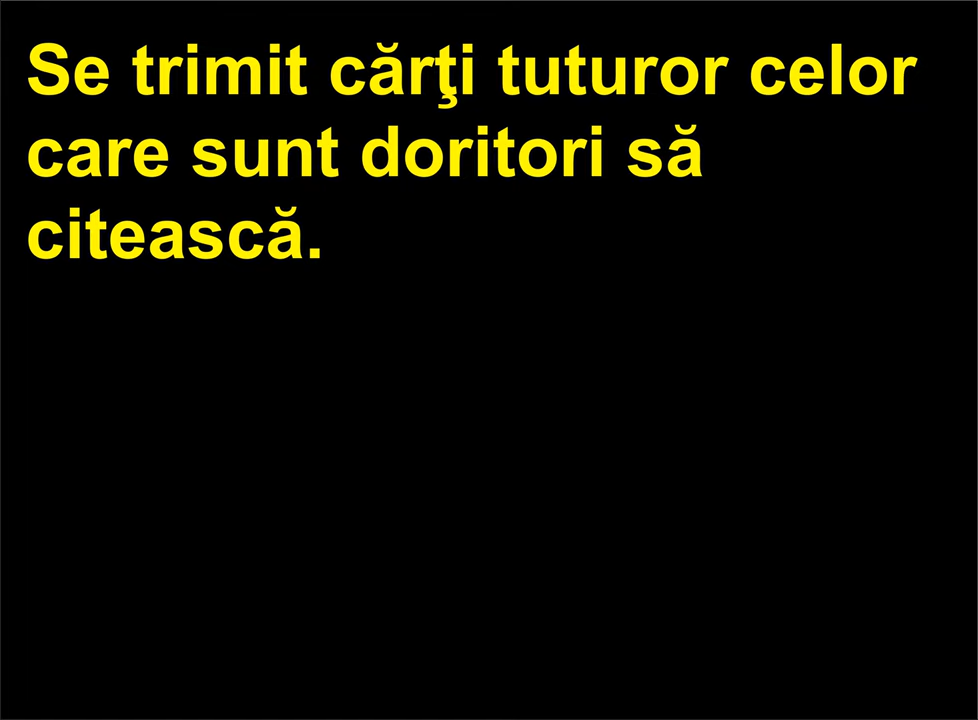 Se trimit cărţi tuturor celor
care sunt doritori să
citească.